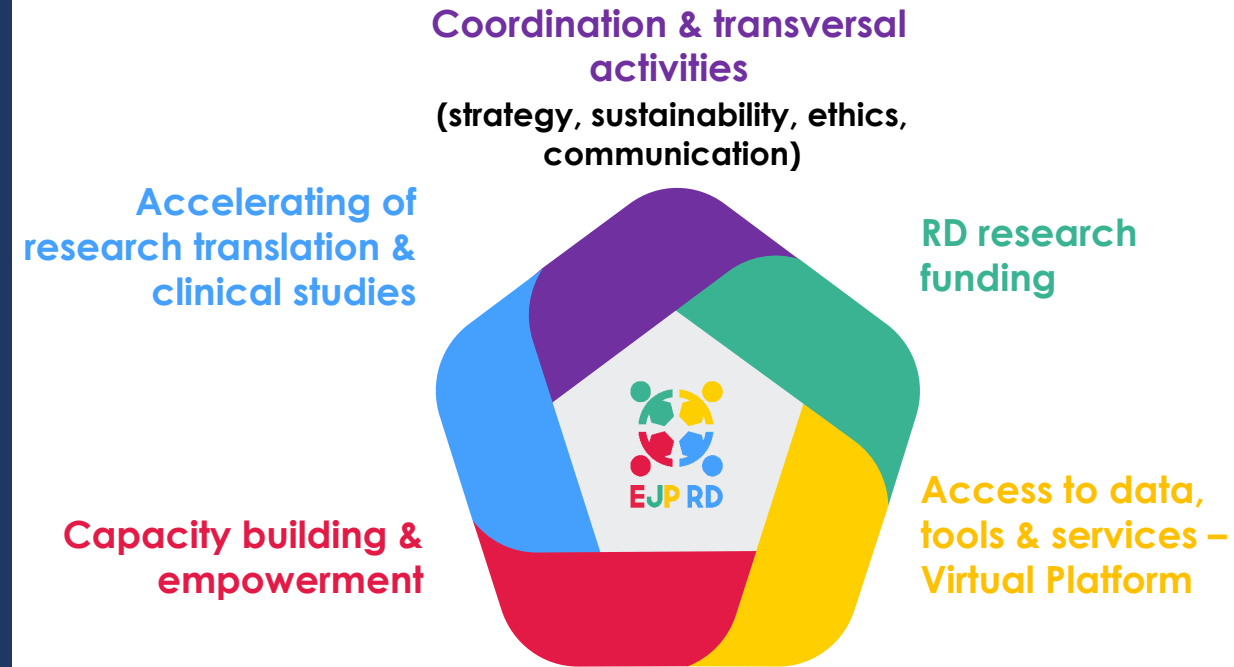 Coordination & transversal
activities
(strategy, sustainability, ethics,
communication)
Accelerating of
research translation &
clinical studies
RD research
funding
EJP RD
Capacity building &
empowerment
Access to data,
tools & services –
Virtual Platform